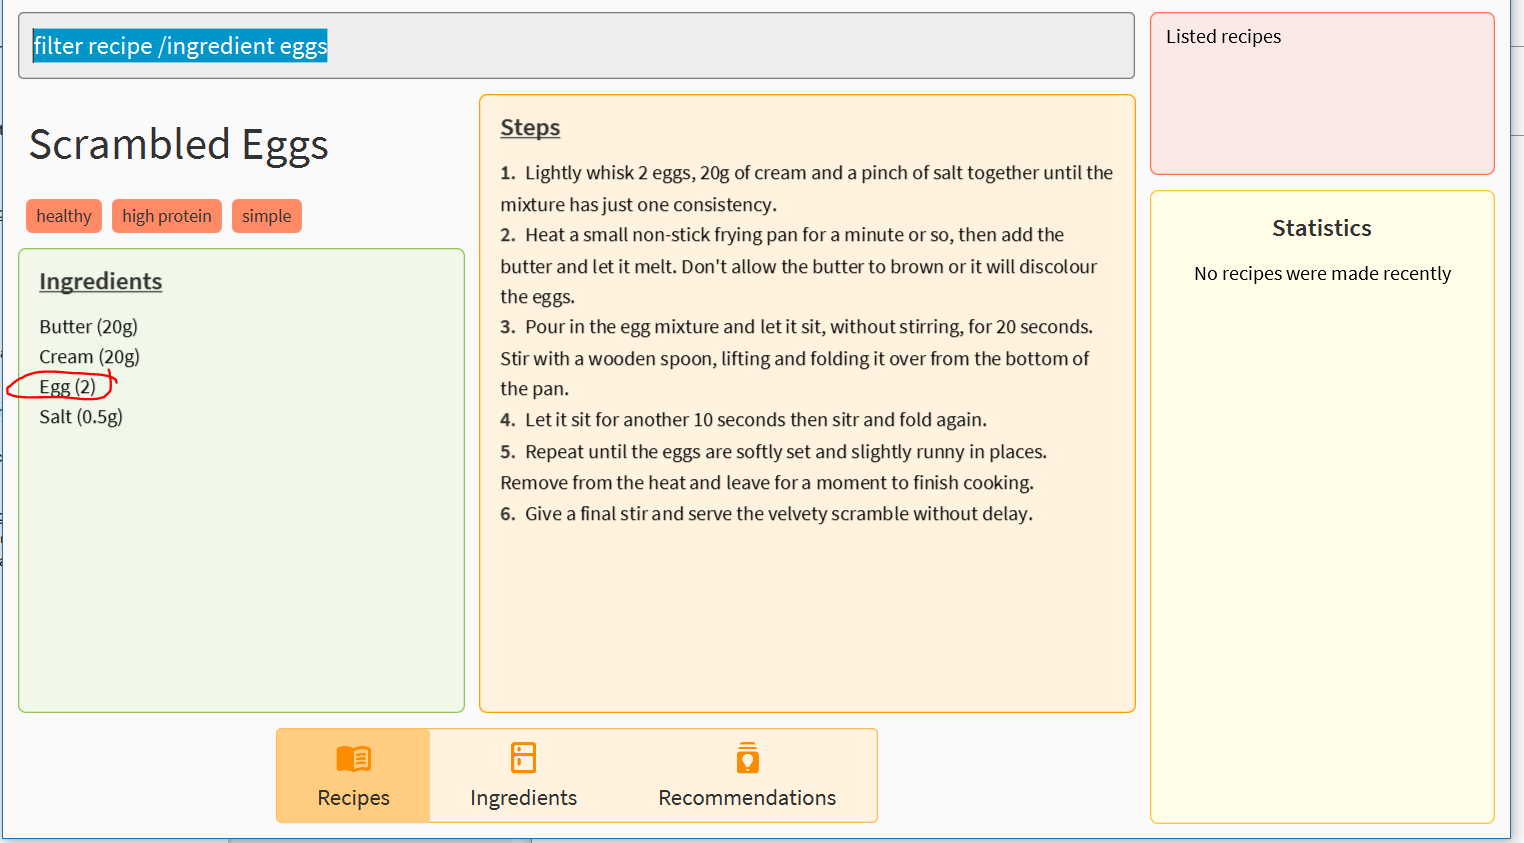 filter recipe /ingredient eggs
Listed recipes
Scrambled Eggs
healthy
high protein
simple
Ingredients
Butter (20g)
Cream (20g)
Egg (2)
Salt (0.5g)
Steps
1. Lightly whisk 2 eggs, 20g of cream and a pinch of salt together until the
mixture has just one consistency.
2. Heat a small non-stick frying pan for a minute or so, then add the
butter and let it melt. Don't allow the butter to brown or it will discolour
the eggs.
3. Pour in the egg mixture and let it sit, without stirring, for 20 seconds.
Stir with a wooden spoon, lifting and folding it over from the bottom of
the pan.
4. Let it sit for another 10 seconds then sitr and fold again.
5. Repeat until the eggs are softly set and slightly runny in places.
Remove from the heat and leave for a moment to finish cooking.
6. Give a final stir and serve the velvety scramble without delay.
Statistics
No recipes were made recently
Recipes
Ingredients
Recommendations